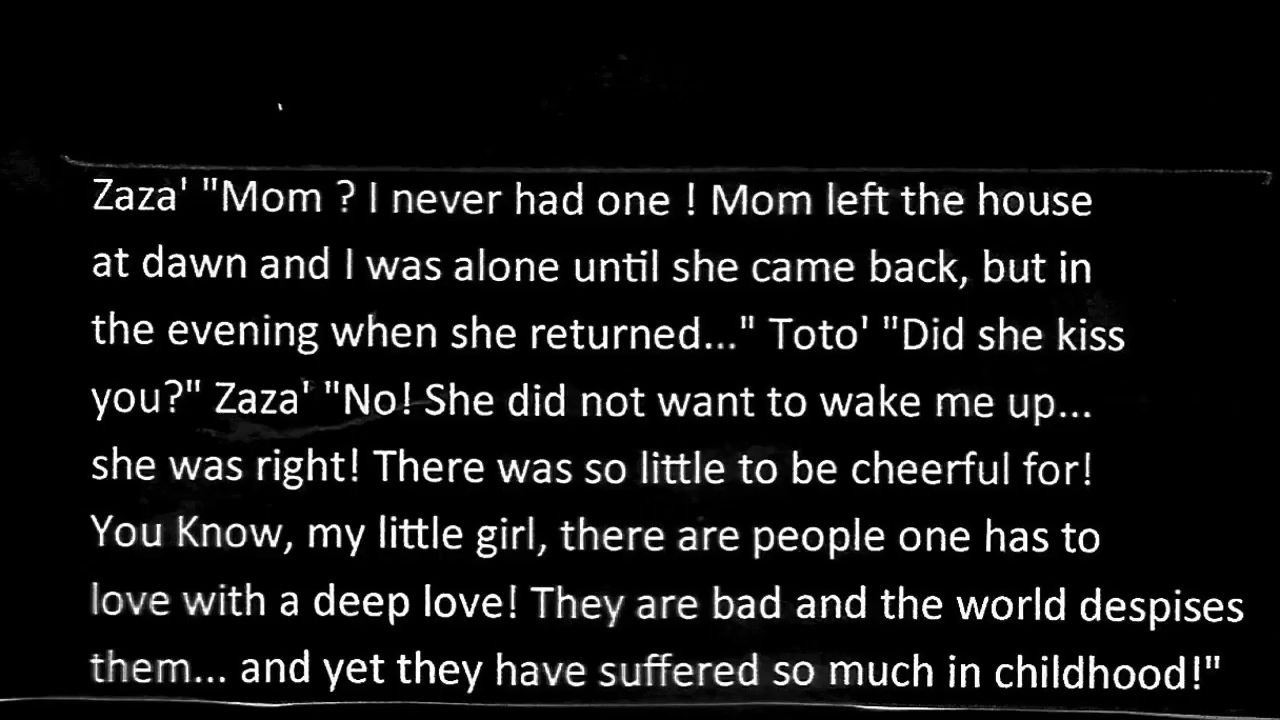 Zaza' "Mom ? I never had one ! Mom left the house
at dawn and I was alone until she came back, but in
the evening when she returned..." Toto' "Did she kiss
you?" Zaza' "No! She did not want to wake me up...
she was right! There was so little to be cheerful for!
You Know, my little girl, there are people one has to
love with a deep love! They are bad and the world despises
them... and yet they have suffered so much in childhood!"